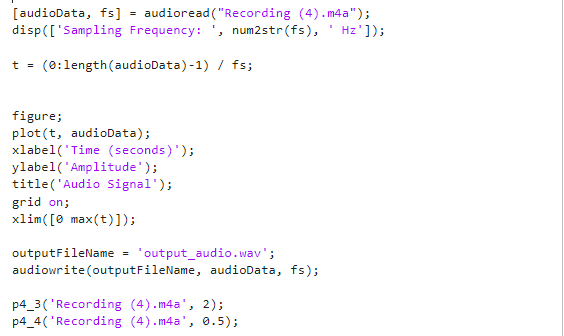 [audioData, fs] = audioread("Recording (4).m4a");
disp(['Sampling Frequency: ', num2str(fs), ' Hz']);
t = (0:length(audioData)-1) / fs;
figure;
plot(t, audioData);
xlabel('Time (seconds)');
ylabel('Amplitude');
title('Audio Signal');
grid on;
xlim([0 max(t)]);
outputFileName = 'output_audio.wav';
audiowrite(outputFileName, audioData, fs);
p4_3('Recording (4).m4a', 2);
p4_4('Recording (4).m4a', 0.5);